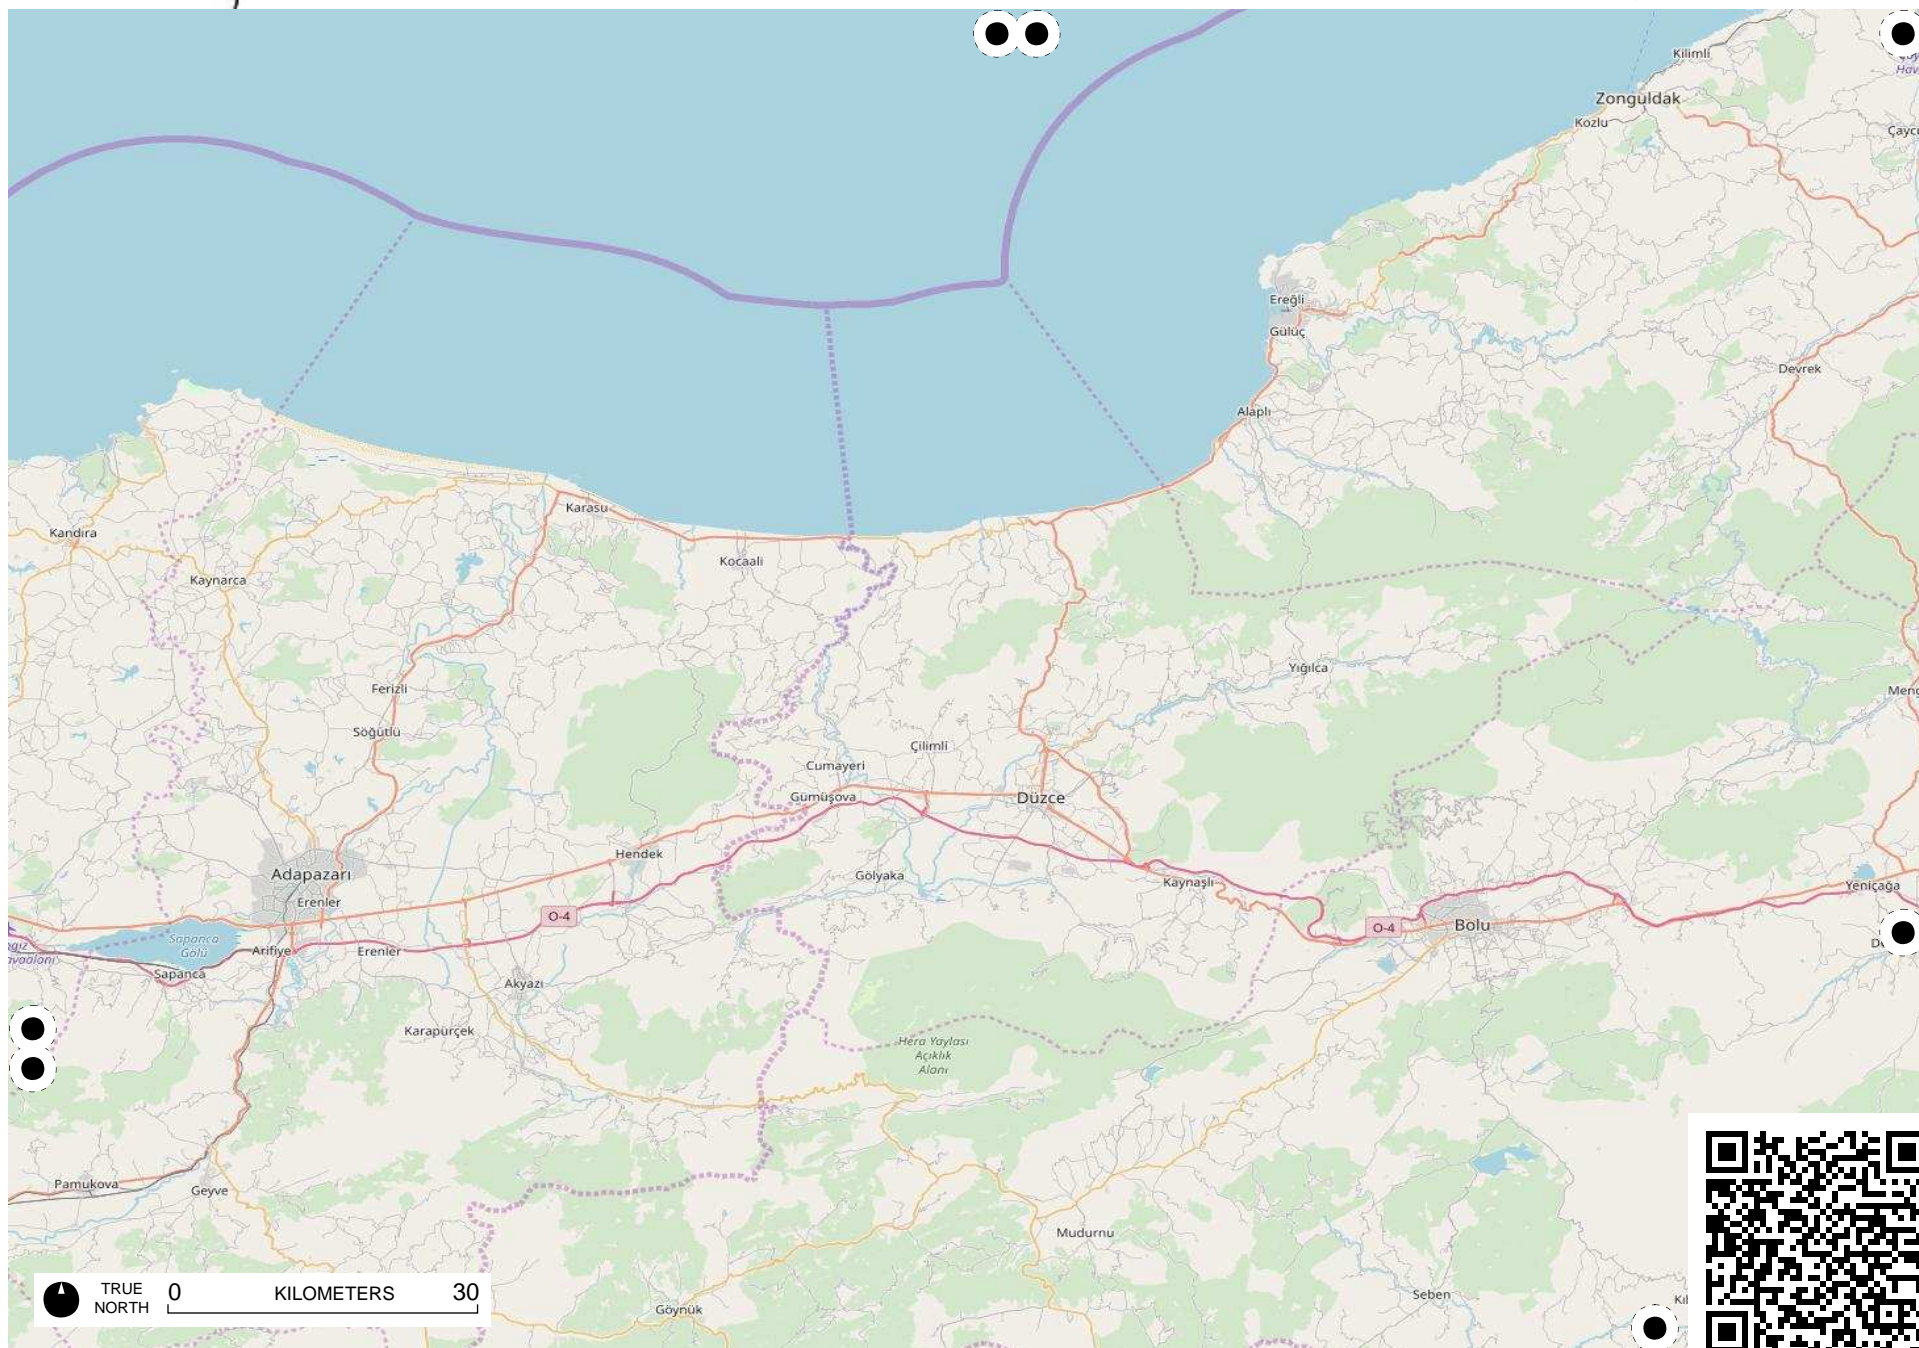 Kilimli
Hav
Zonguldak
Kozlu
Ereğli
Gülüç
Devrek
Alaplı
Karasu
Kandıra
Kocaali
Kaynarca
Yığılca
Ferizli
Söğütlü
Çilimli
Cumayeri
Gümüşova
Düzce
Hendek
Adapazarı
Gölyaka
Kaynaşlı
Yeniçağa
Erenler
O-4
O-4
Bolu
Sapanca
Gölü
Arifiye
Erenler
Sapanca
Akyazı
Karapürçek
Hera Yaylası
Açıklık
Alanı
Pamukova
Geyve
Mudurnu
TRUE
NORTH
0 KILOMETERS 30
Göynük
Seben